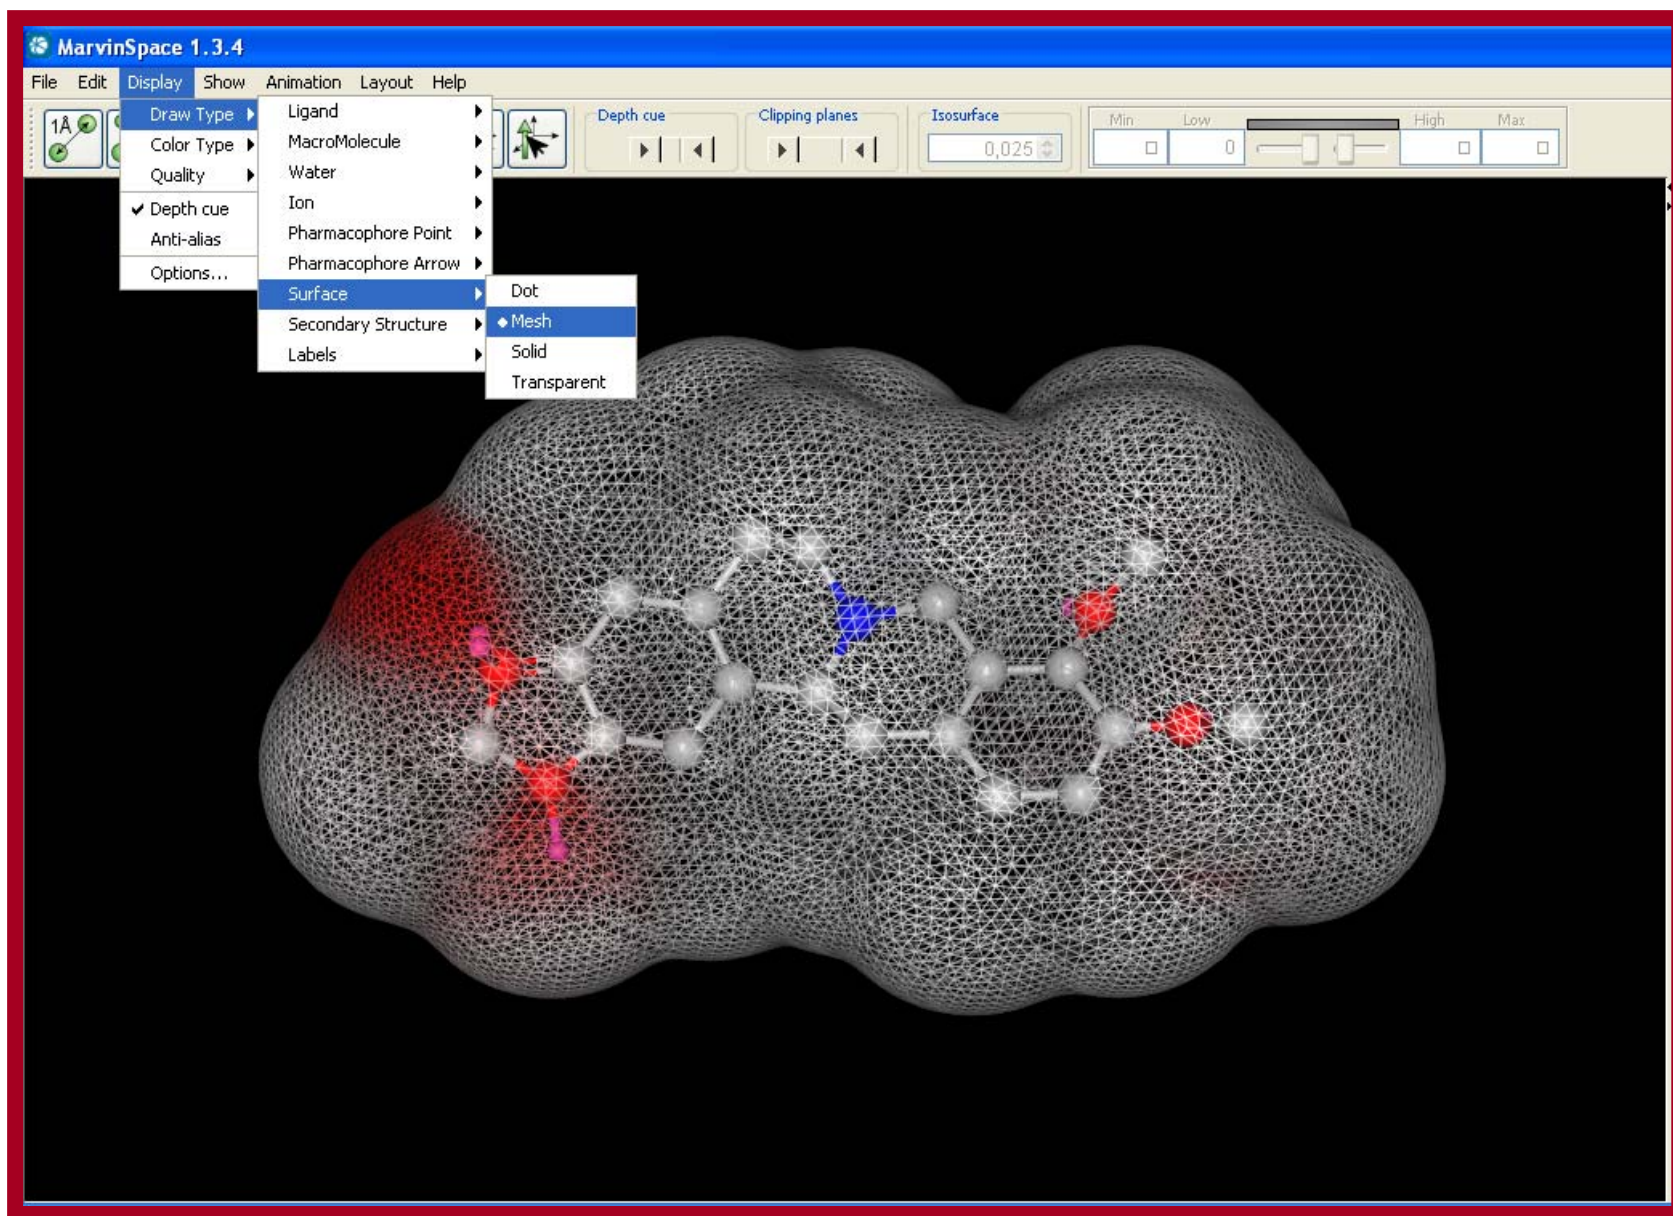 MarvinSpace 1.3.4
File Edit Display Show Animation Layout Help
1Å
Depth cue
Clipping planes
Isosurface
0,025
Min
Low
0
High
Max
Draw Type
Color Type
Quality
Depth cue
Anti-alias
Options...
Ligand
MacroMolecule
Water
Ion
Pharmacophore Point
Pharmacophore Arrow
Surface
Secondary Structure
Labels
Dot
Mesh
Solid
Transparent